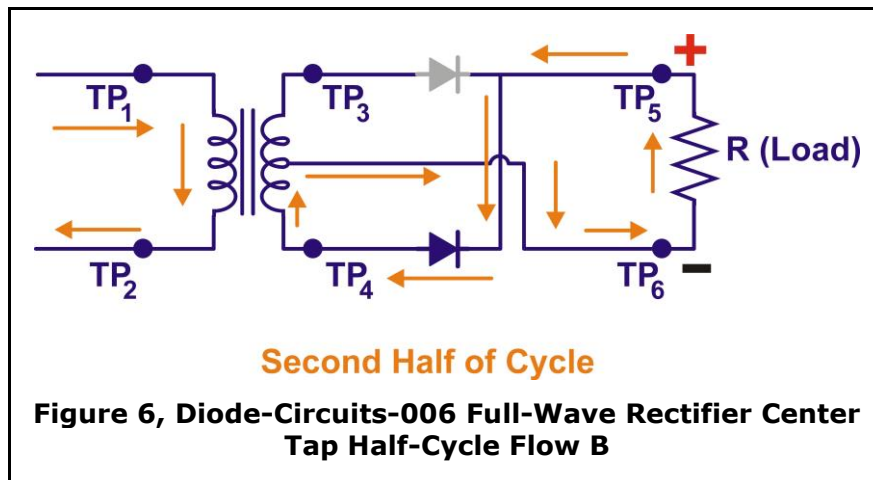 +
TP1
TP3
TP5
R (Load)
TP2
TP4
TP6
−
Second Half of Cycle
Figure 6, Diode-Circuits-006 Full-Wave Rectifier Center
Tap Half-Cycle Flow B